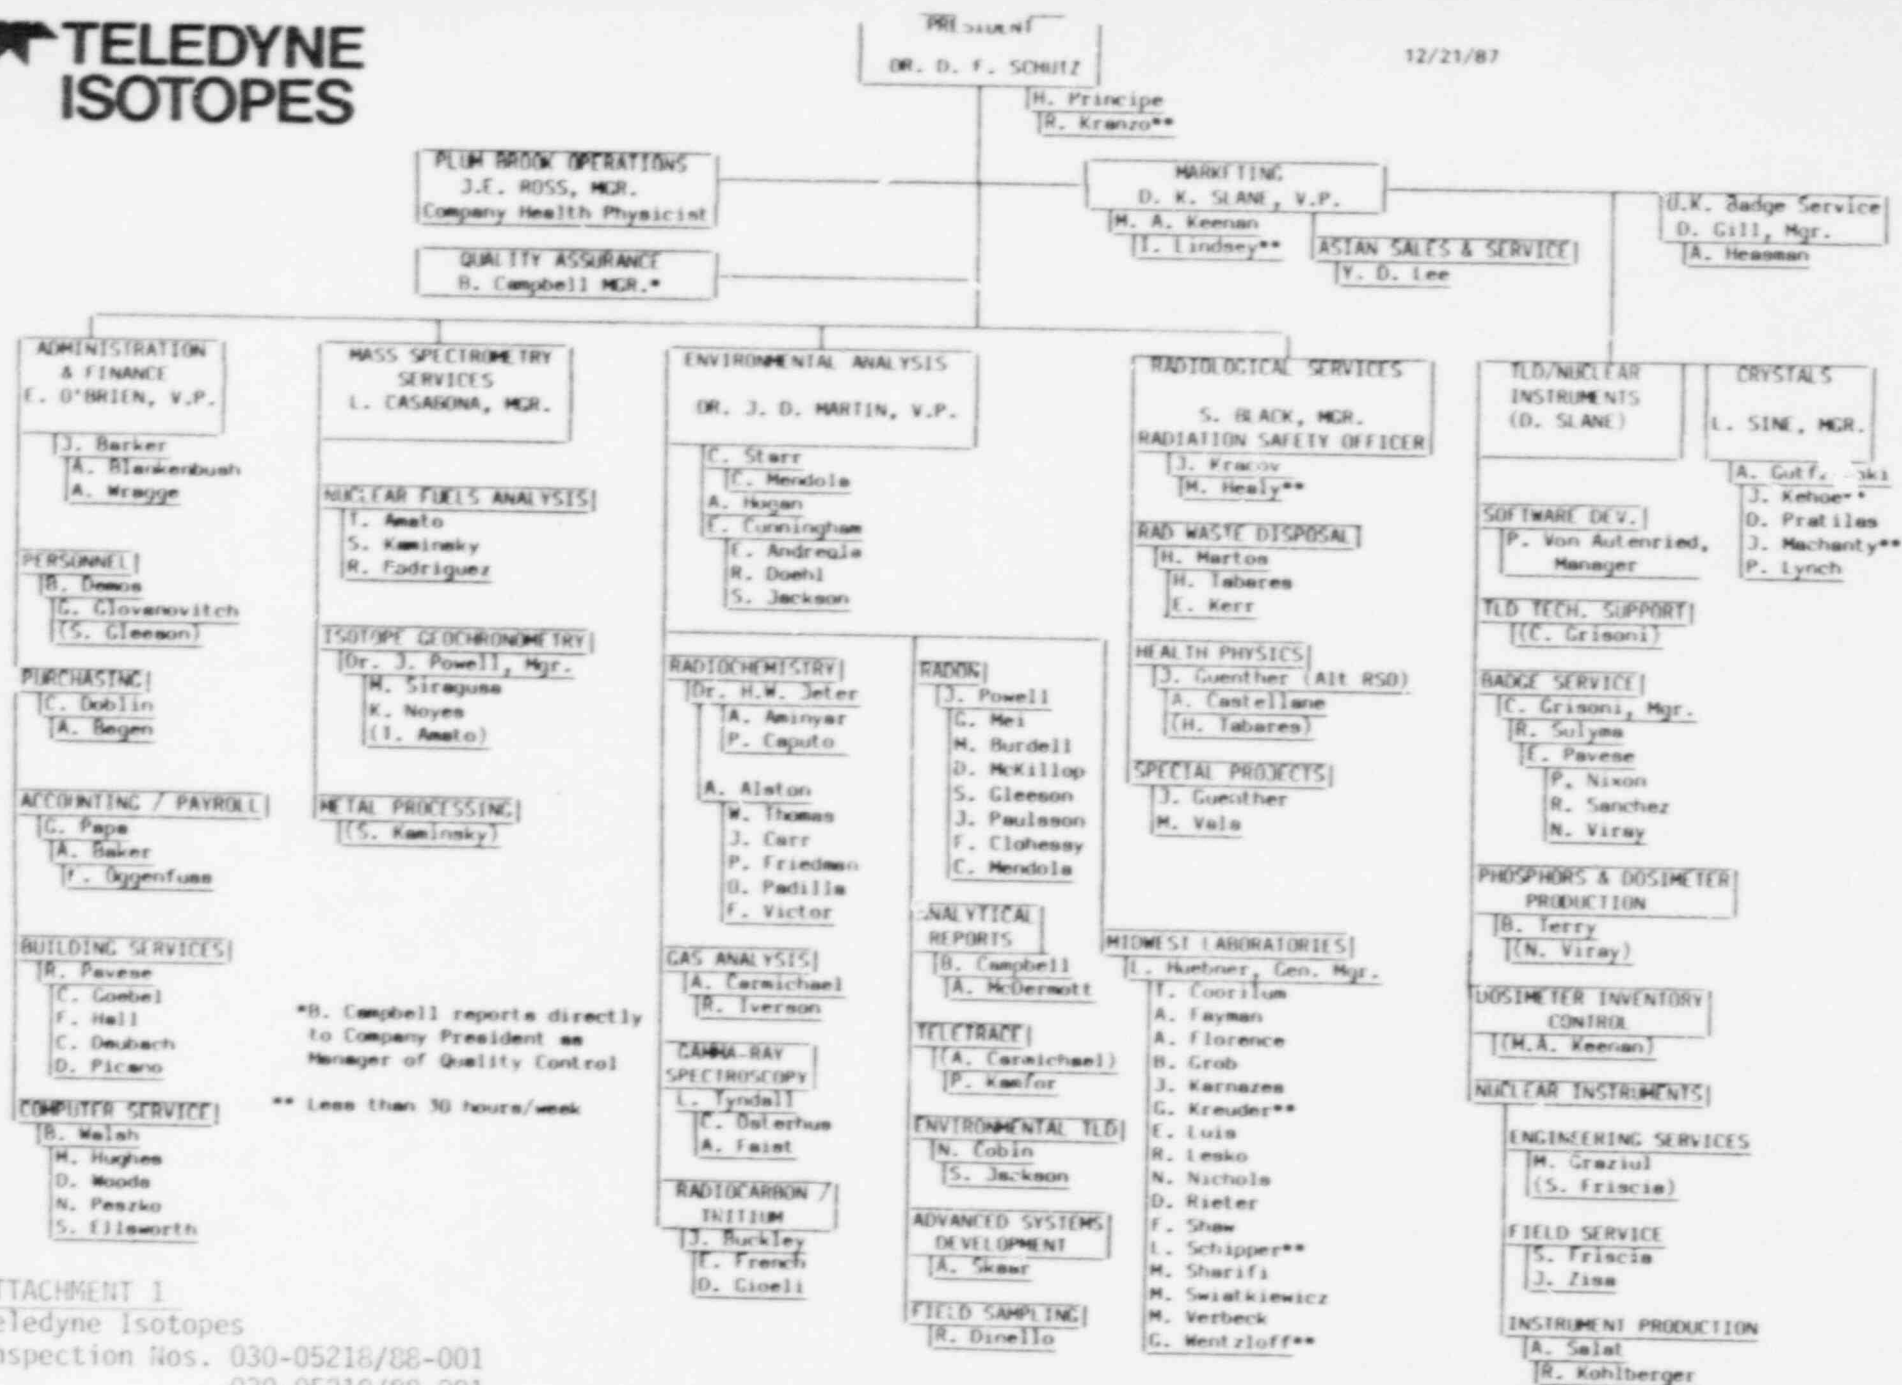 TELEDYNE
ISOTOPES
12/21/87
PRESIDENT
DR. D. F. SCHUTZ
H. Principe
R. Kranzo**
PLUM BROOK OPERATIONS
J.E. ROSS, MGR.
Company Health Physicist
QUALITY ASSURANCE
B. Campbell MGR.*
MARKETING
D. K. SLANE, V.P.
M. A. Keenan
I. Lindsey**
ASIAN SALES & SERVICE
Y. D. Lee
U.K. Badge Service
D. Gill, Mgr.
A. Heasman
ADMINISTRATION
& FINANCE
E. O'BRIEN, V.P.
J. Barker
A. Blankenbush
A. Wragge
PERSONNEL
B. Demos
G. Glovanovitch
(S. Gleeson)
PURCHASING
C. Doblin
A. Begen
ACCOUNTING / PAYROLL
G. Papa
A. Baker
F. Oggenfuss
BUILDING SERVICES
R. Pavese
C. Goebel
F. Hall
C. Deubach
D. Picano
COMPUTER SERVICE
B. Walsh
M. Hughes
D. Woods
N. Peszko
S. Ellsworth
MASS SPECTROMETRY
SERVICES
L. CASABONA, MGR.
NUCLEAR FUELS ANALYSIS
T. Amato
S. Kaminsky
R. Fadriguez
ISOTOPE GEOCHRONOMETRY
Dr. J. Powell, Mgr.
M. Siragusa
K. Noyes
(T. Amato)
METAL PROCESSING
(S. Kaminsky)
*B. Campbell reports directly
to Company President as
Manager of Quality Control
** Less than 30 hours/week
ENVIRONMENTAL ANALYSIS
DR. J. D. MARTIN, V.P.
C. Starr
C. Mendola
A. Hogan
E. Cunningham
E. Andreola
R. Doehl
S. Jackson
RADIOCHEMISTRY
Dr. H.W. Jeter
A. Aminyar
P. Caputo
A. Alston
W. Thomas
J. Carr
P. Friedman
O. Padilla
F. Victor
GAS ANALYSIS
A. Carmichael
R. Iverson
GAMMA-RAY
SPECTROSCOPY
L. Tyndall
C. Osterhus
A. Faist
RADIOCARBON /
TRITIUM
J. Buckley
E. French
D. Gioeli
RADON
J. Powell
G. Mei
M. Burdell
D. McKillop
S. Gleeson
J. Paulsson
F. Clohessy
C. Mendola
ANALYTICAL
REPORTS
B. Campbell
A. McDermott
TELETRACE
(A. Carmichael)
P. Kamfor
ENVIRONMENTAL TLD
N. Cobin
S. Jackson
ADVANCED SYSTEMS
DEVELOPMENT
A. Skaar
FIELD SAMPLING
R. Dinello
MIDWEST LABORATORIES
L. Huebner, Gen. Mgr.
T. Coorilum
A. Fayman
A. Florence
B. Grob
J. Karnazes
G. Kreuder**
E. Luis
R. Lesko
N. Nichols
D. Rieter
F. Shaw
L. Schipper**
M. Sharifi
M. Swiatkiewicz
M. Verbeck
G. Wentzloff**
RADIOLOGICAL SERVICES
S. BLACK, MGR.
RADIATION SAFETY OFFICER
J. Kracov
M. Healy**
RAD WASTE DISPOSAL
H. Martos
H. Tabares
E. Kerr
HEALTH PHYSICS
J. Guenther (Alt RSO)
A. Castellane
(H. Tabares)
SPECIAL PROJECTS
J. Guenther
M. Vala
TLD/NUCLEAR
INSTRUMENTS
(D. SLANE)
SOFTWARE DEV.
P. Von Autenried,
Manager
TLD TECH. SUPPORT
(C. Grisoni)
BADGE SERVICE
C. Grisoni, Mgr.
R. Sulyma
E. Pavese
P. Nixon
R. Sanchez
N. Viray
PHOSPHORS & DOSIMETER
PRODUCTION
B. Terry
(N. Viray)
DOSIMETER INVENTORY
CONTROL
(M.A. Keenan)
NUCLEAR INSTRUMENTS
ENGINEERING SERVICES
M. Graziul
(S. Friscia)
FIELD SERVICE
S. Friscia
J. Zisa
INSTRUMENT PRODUCTION
A. Salat
R. Kohlberger
CRYSTALS
L. SINE, MGR.
A.
J. Kehoe**
D. Pratilas
J. Machanty**
P. Lynch
TTACHMENT 1
eledyne Isotopes
nspection Nos. 030-05218/88-001